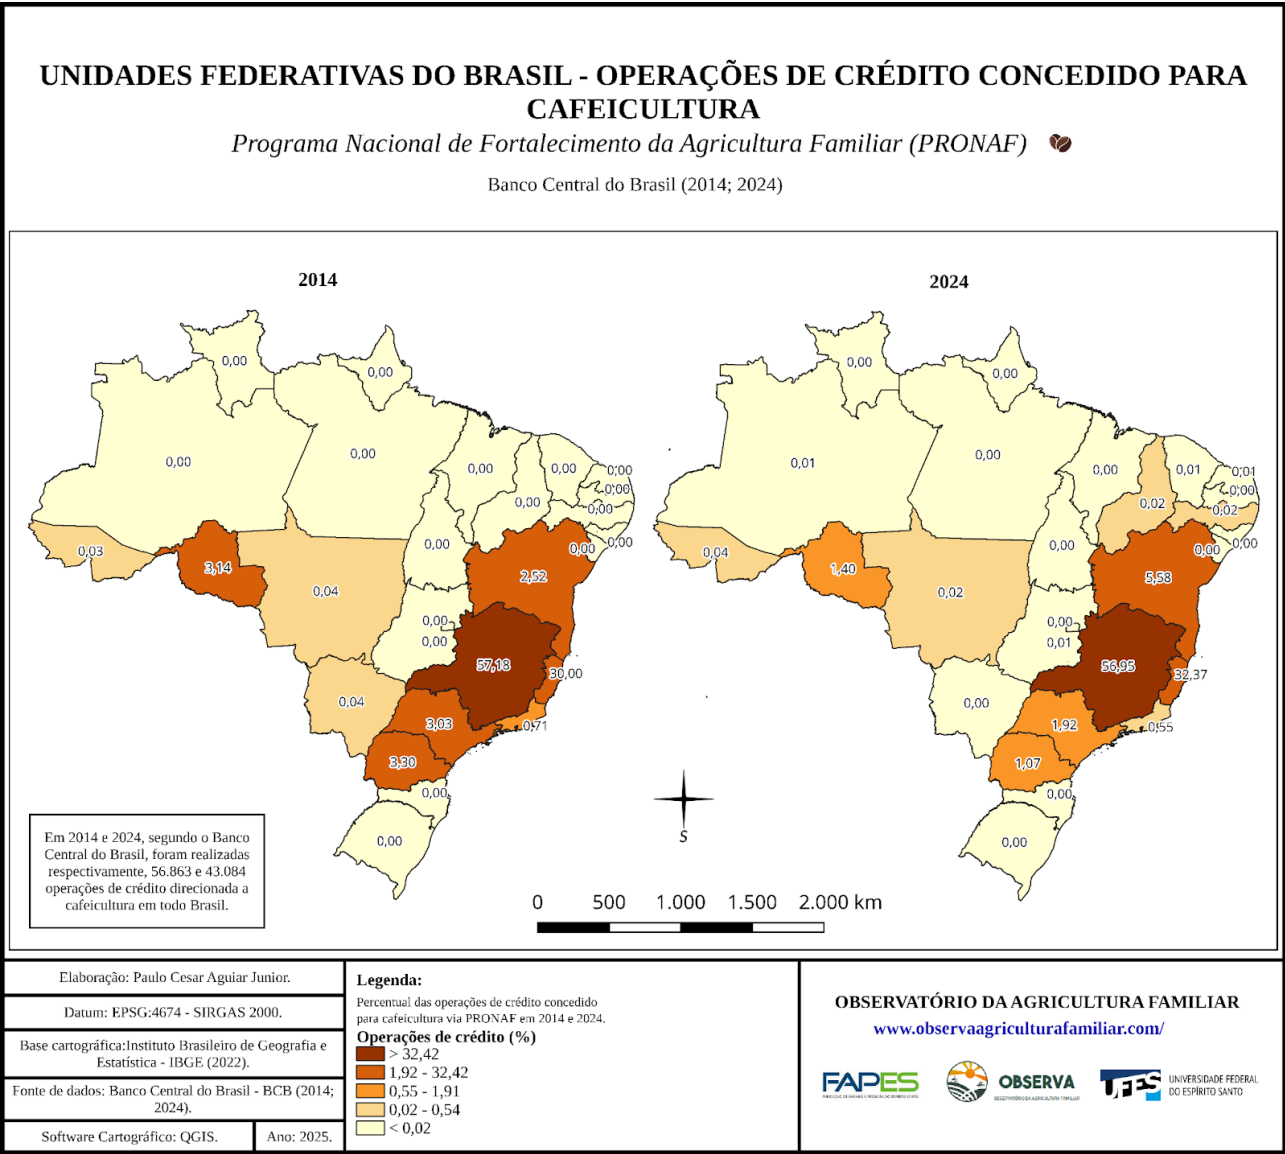 UNIDADES FEDERATIVAS DO BRASIL - OPERAÇÕES DE CRÉDITO CONCEDIDO PARA
CAFEICULTURA
Programa Nacional de Fortalecimento da Agricultura Familiar (PRONAF)
Banco Central do Brasil (2014; 2024)
2014
0,00
0,00
0,00
0,00
0,00
0,00
0,00
0,00
0,00
0,00
0,00
0,00
0,03
3,14
0,04
0,00
2,52
0,00
0,00
57,18
30,00
0,04
3,03
0,71
3,30
0,00
0,00
2024
0,00
0,00
0,01
0,00
0,00
0,01
0,01
0,00
0,02
0,02
0,00
0,00
0,04
1,40
0,02
0,00
5,58
0,00
0,01
56,95
32,37
0,00
1,92
0,55
1,07
0,00
0,00
S
0 500 1.000 1.500 2.000 km
Em 2014 e 2024, segundo o Banco
Central do Brasil, foram realizadas
respectivamente, 56.863 e 43.084
operações de crédito direcionada a
cafeicultura em todo Brasil.
Elaboração: Paulo Cesar Aguiar Junior.
Datum: EPSG:4674 - SIRGAS 2000.
Base cartográfica:Instituto Brasileiro de Geografia e
Estatística - IBGE (2022).
Fonte de dados: Banco Central do Brasil - BCB (2014;
2024).
Software Cartográfico: QGIS.
Ano: 2025.
Legenda:
Percentual das operações de crédito concedido
para cafeicultura via PRONAF em 2014 e 2024.
Operações de crédito (%)
> 32,42
1,92 - 32,42
0,55 - 1,91
0,02 - 0,54
< 0,02
OBSERVATÓRIO DA AGRICULTURA FAMILIAR
www.observaagriculturafamiliar.com/
FAPES
OBSERVA
OBSERVATÓRIO DA AGRICULTURA FAMILIAR
UFES
UNIVERSIDADE FEDERAL
DO ESPÍRITO SANTO